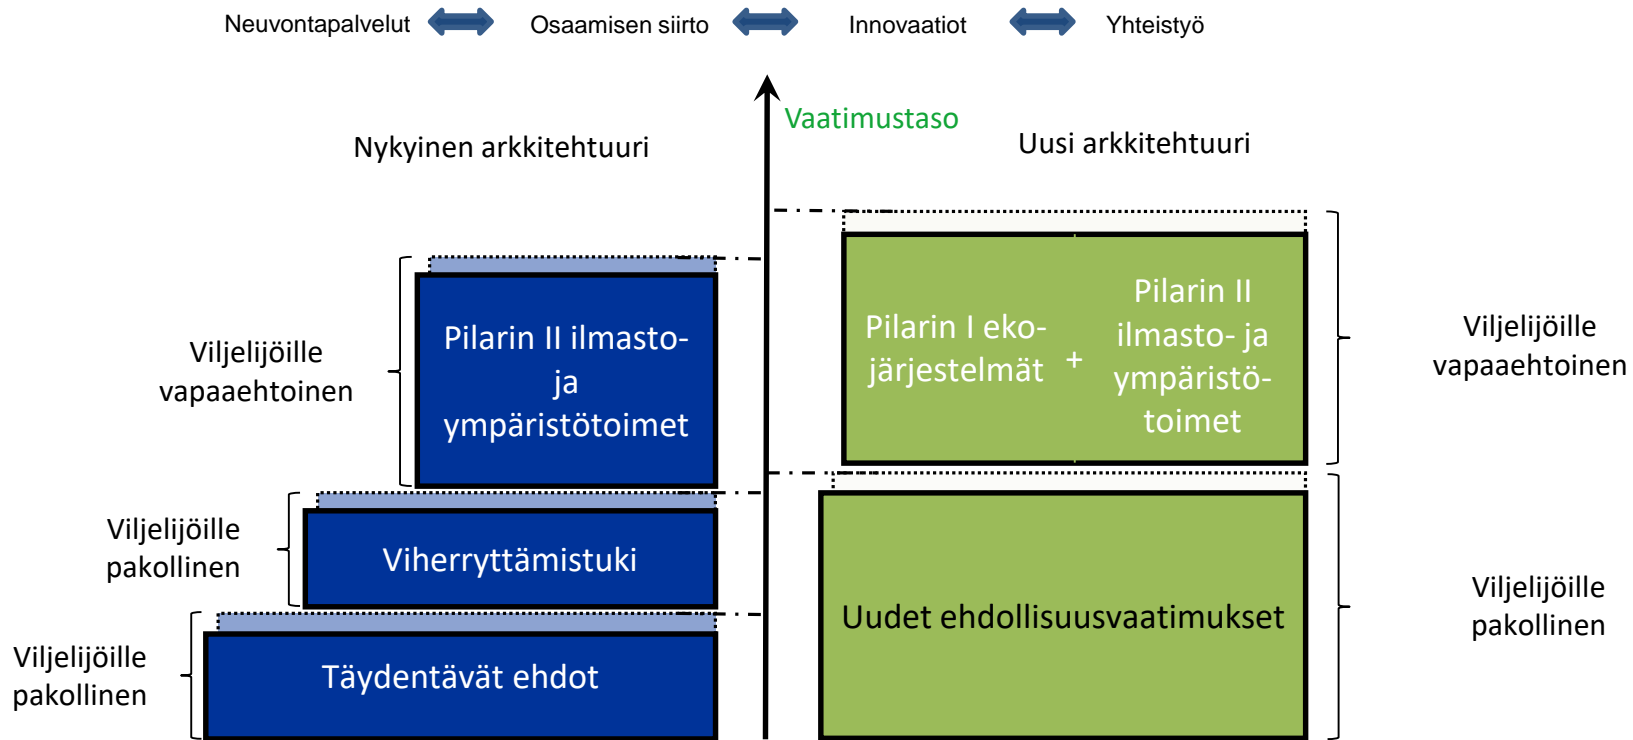 Neuvontapalvelut Osaamisen siirto Innovaatiot Yhteistyö
Vaatimustaso
Nykyinen arkkitehtuuri
Uusi arkkitehtuuri
Viljelijöille
vapaaehtoinen
Pilarin II ilmasto-
ja
ympäristötoimet
Viljelijöille
pakollinen
Viherryttämistuki
Viljelijöille
pakollinen
Täydentävät ehdot
Pilarin I eko-
järjestelmät
+
Pilarin II
ilmasto- ja
ympäristö-
toimet
Viljelijöille
vapaaehtoinen
Uudet ehdollisuusvaatimukset
Viljelijöille
pakollinen